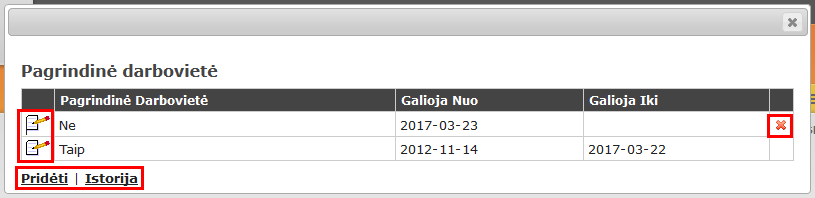 Pagrindinė darbovietė
Pagrindinė Darbovietė Galioja Nuo Galioja Iki
Ne 2017-03-23
Taip 2012-11-14 2017-03-22
Pridėti | Istorija